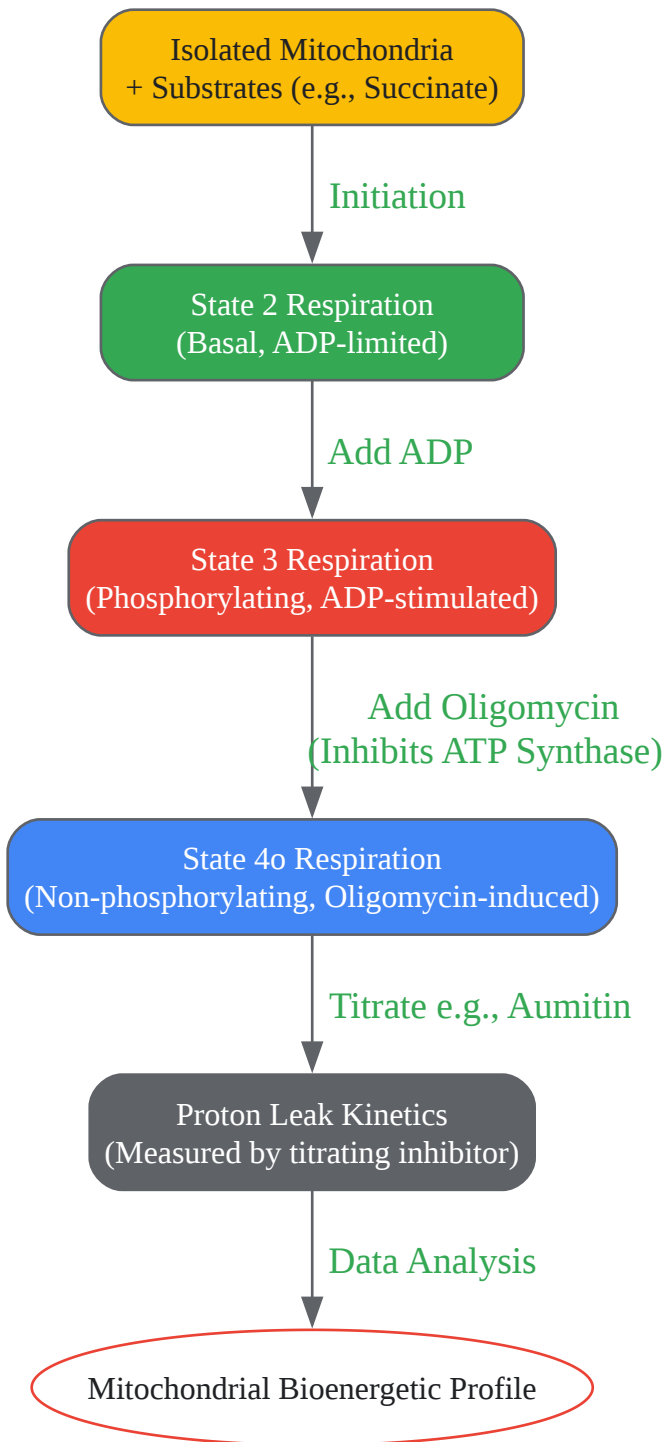 Isolated Mitochondria
+ Substrates (e.g., Succinate)
Initiation
State 2 Respiration
(Basal, ADP-limited)
Add ADP
State 3 Respiration
(Phosphorylating, ADP-stimulated)
Add Oligomycin
(Inhibits ATP Synthase)
State 4o Respiration
(Non-phosphorylating, Oligomycin-induced)
Titrate e.g., Aumitin
Proton Leak Kinetics
(Measured by titrating inhibitor)
Data Analysis
Mitochondrial Bioenergetic Profile